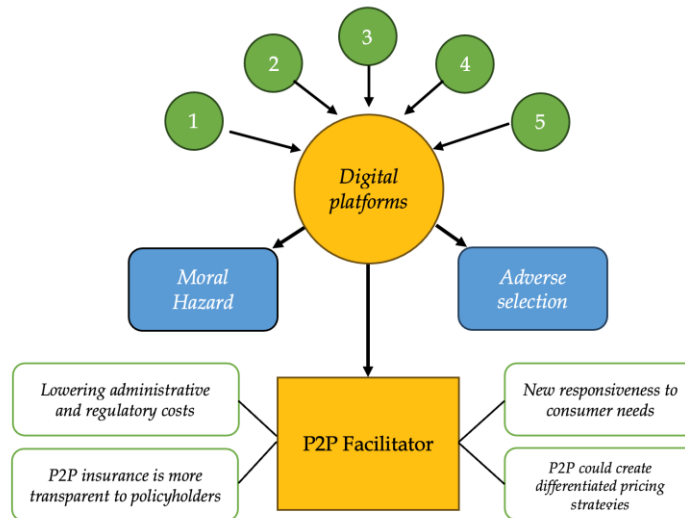 3
2
4
1
5
Digital
platforms
Moral
Hazard
Adverse
selection
Lowering administrative
and regulatory costs
New responsiveness to
consumer needs
P2P Facilitator
P2P insurance is more
transparent to policyholders
P2P could create
differentiated pricing
strategies